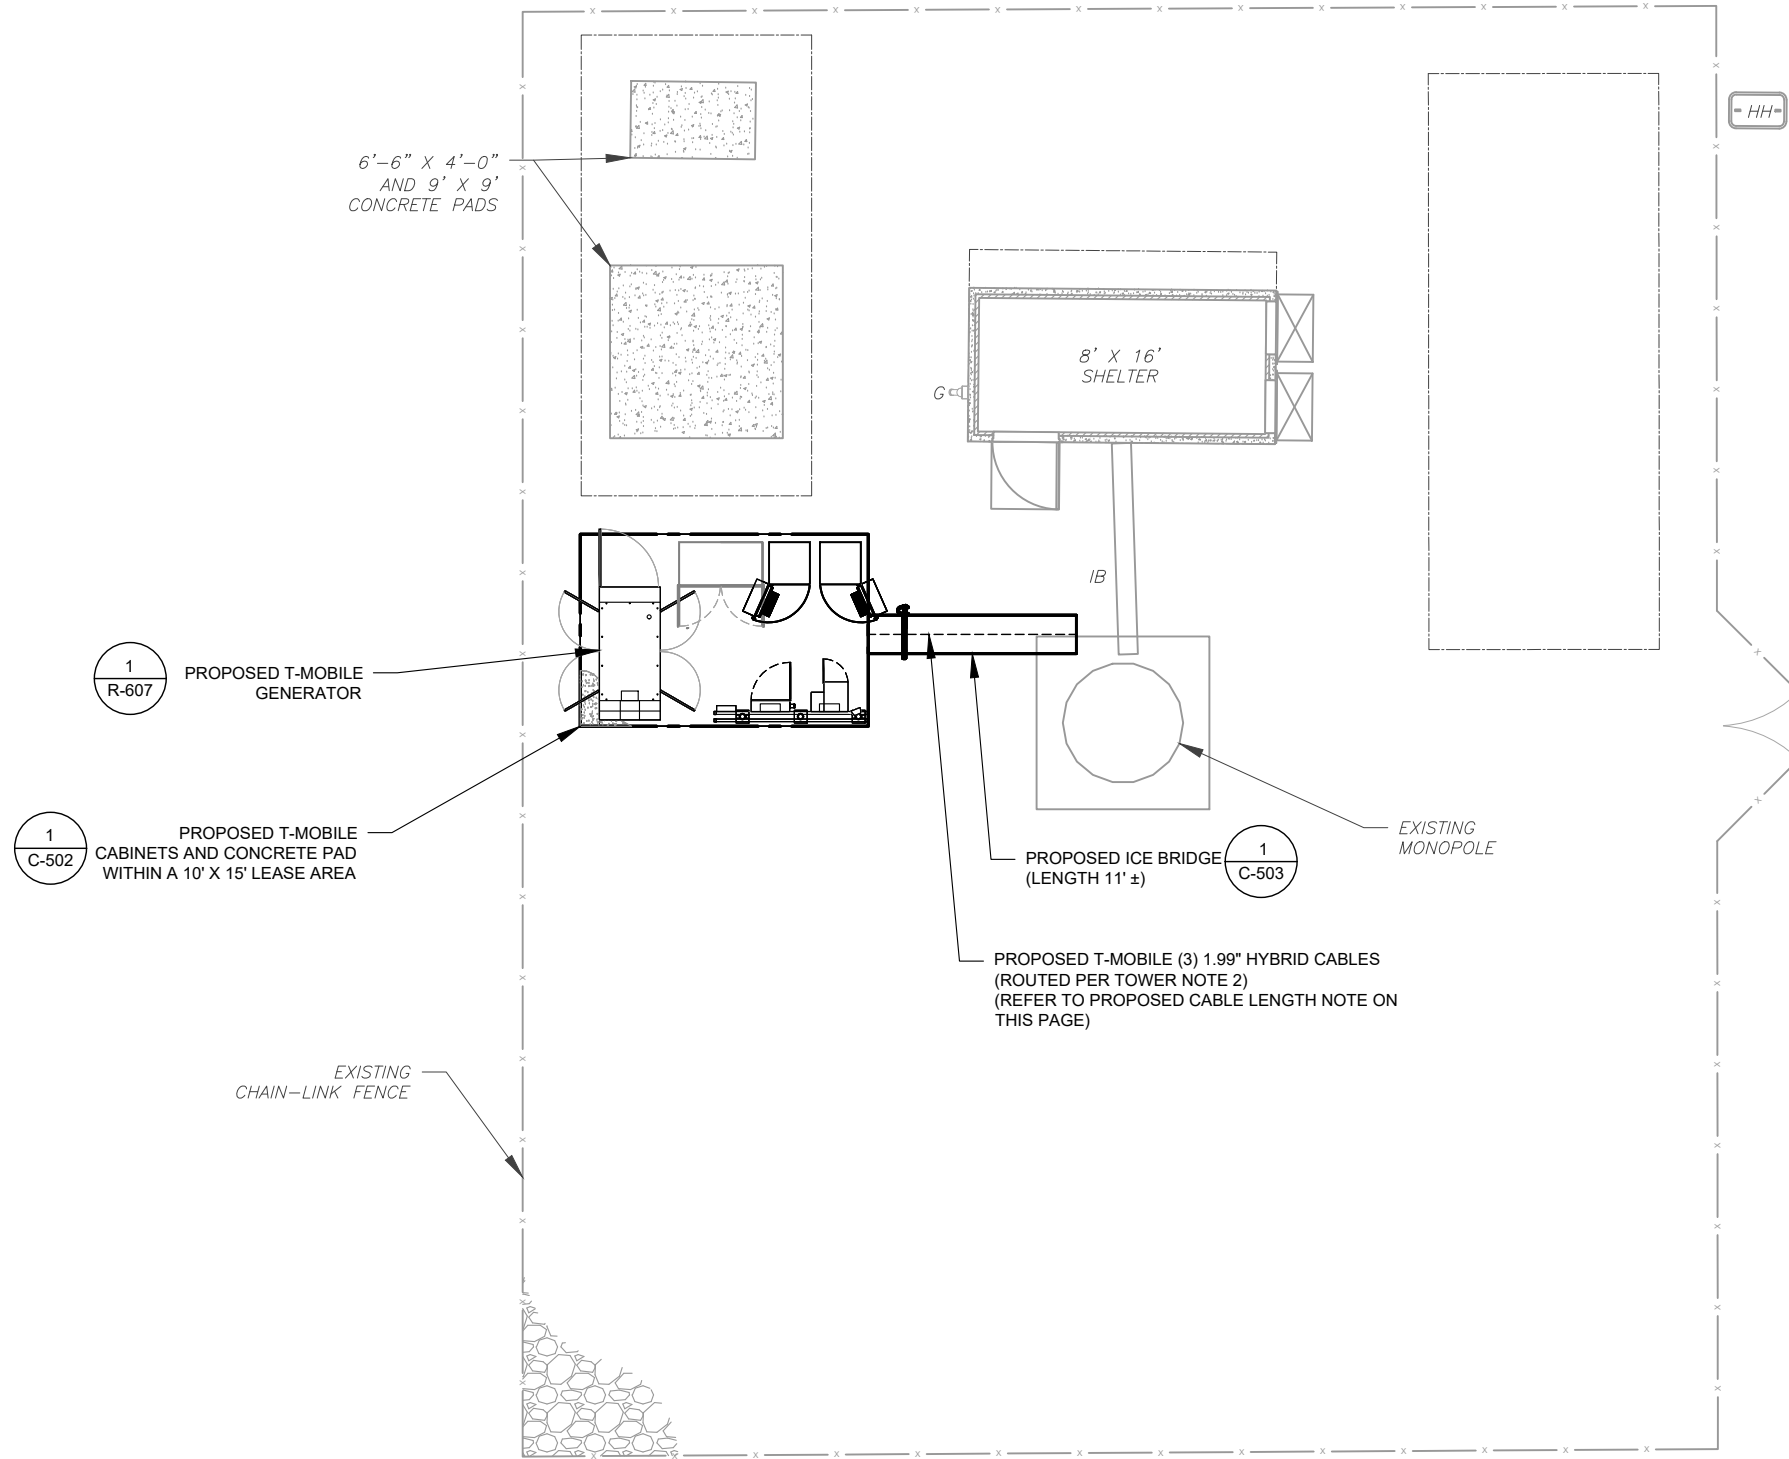 HH
6'-6" X 4'-0"
AND 9' X 9'
CONCRETE PADS
8' X 16'
SHELTER
G
IB
1
R-607
PROPOSED T-MOBILE
GENERATOR
1
C-502
PROPOSED T-MOBILE
CABINETS AND CONCRETE PAD
WITHIN A 10' X 15' LEASE AREA
EXISTING
MONOPOLE
PROPOSED ICE BRIDGE
(LENGTH 11' ±)
1
C-503
PROPOSED T-MOBILE (3) 1.99" HYBRID CABLES
(ROUTED PER TOWER NOTE 2)
(REFER TO PROPOSED CABLE LENGTH NOTE ON
THIS PAGE)
EXISTING
CHAIN-LINK FENCE